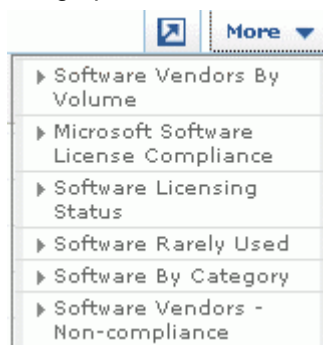 More
Software Vendors By
Volume
Microsoft Software
License Compliance
Software Licensing
Status
Software Rarely Used
Software By Category
Software Vendors -
Non-compliance